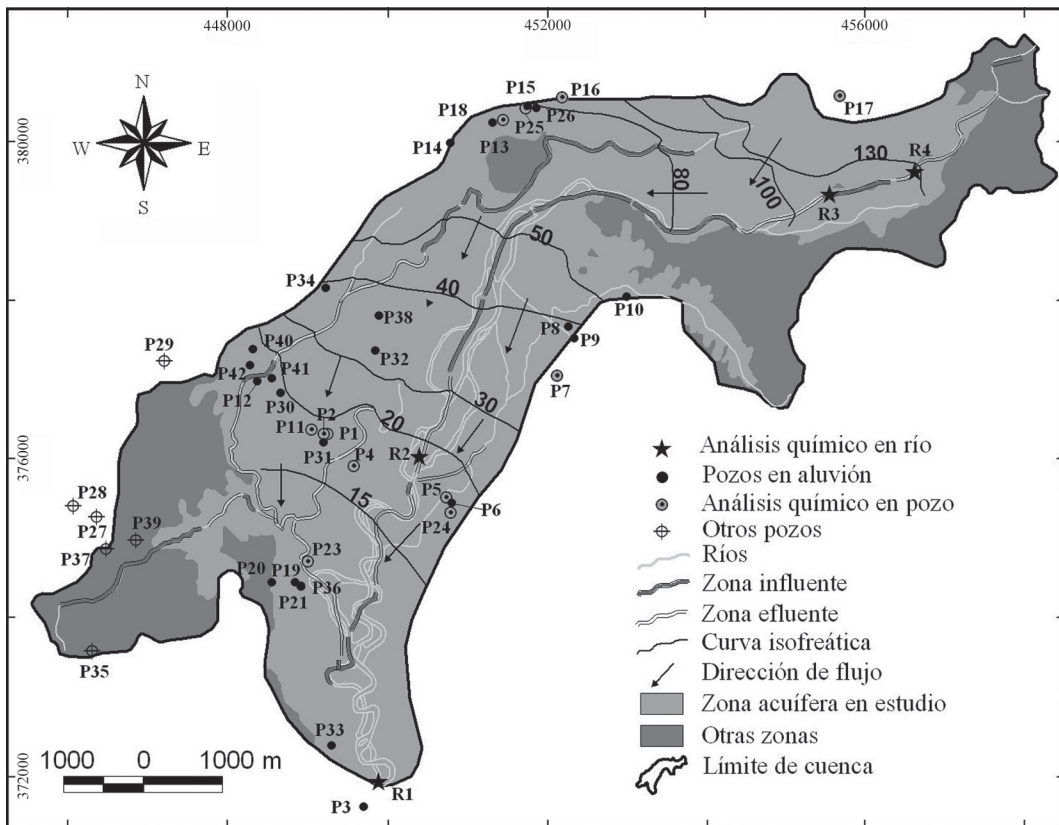 448000
452000
456000
380000
376000
372000
N
W
E
S
P15
P16
P17
P18
P25
P26
P14
P13
130
R4
80
100
R3
50
P34
40
P10
P38
P8
P9
P29
P40
P32
P42
P41
P7
P12
P30
30
P2
P11
P1
20
P31
P4
R2
P28
15
P5
P6
P27
P24
P39
P37
P23
P20
P19
P36
P21
P35
P33
R1
P3
1000
0
1000 m
Análisis químico en río
Pozos en aluvión
Análisis químico en pozo
Otros pozos
Ríos
Zona influente
Zona efluente
Curva isofreática
Dirección de flujo
Zona acuífera en estudio
Otras zonas
Límite de cuenca